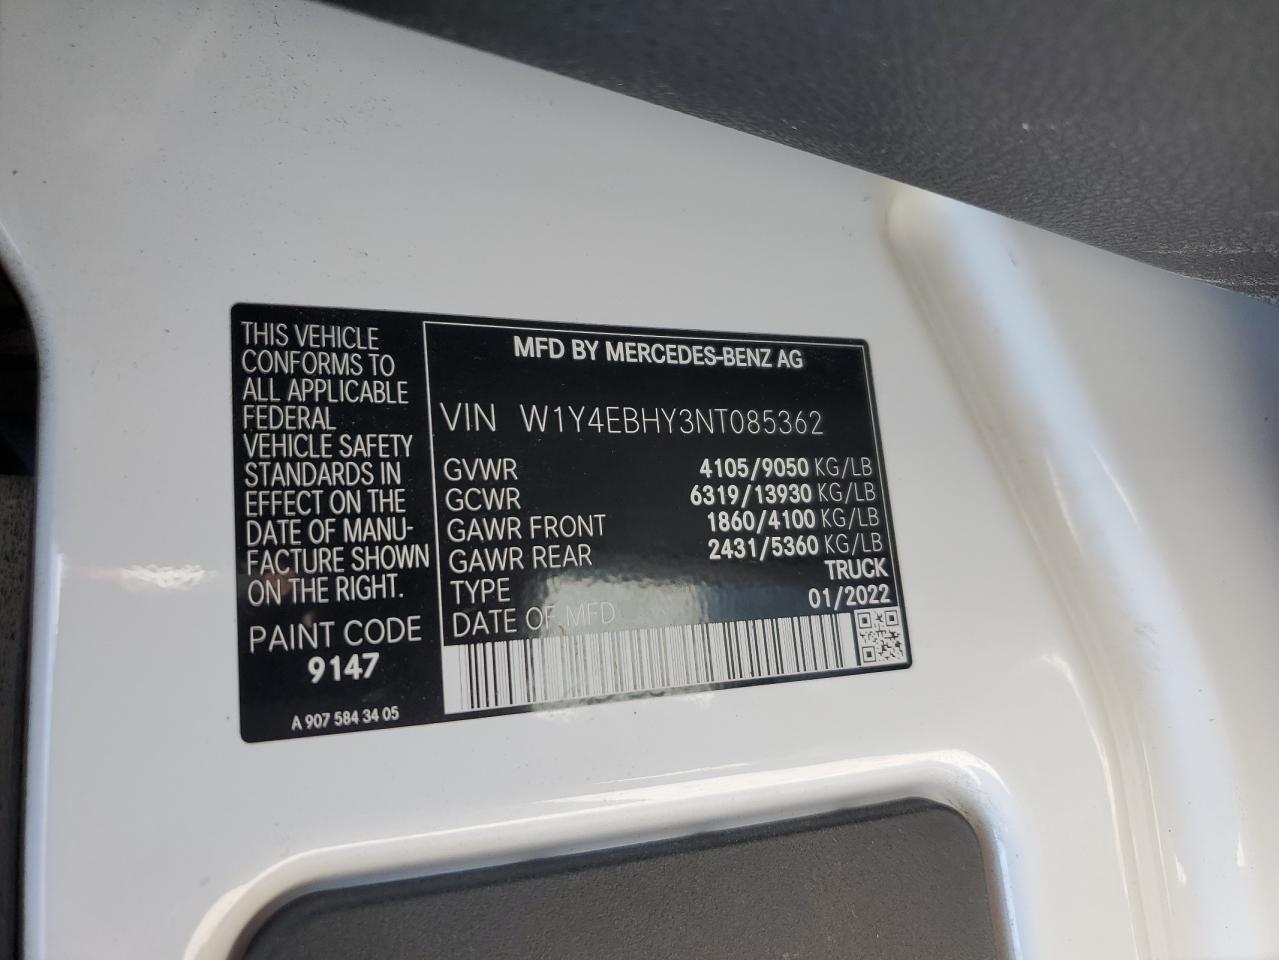 THIS VEHICLE
CONFORMS TO
ALL APPLICABLE
FEDERAL
VEHICLE SAFETY
STANDARDS IN
EFFECT ON THE
DATE OF MANU-
FACTURE SHOWN
ON THE RIGHT.
PAINT CODE
9147
A 907 584 34 05
MFD BY MERCEDES-BENZ AG
VIN W1Y4EBHY3NT085362
GVWR 4105/9050 KG/LB
GCWR 6319/13930 KG/LB
GAWR FRONT 1860/4100 KG/LB
GAWR REAR 2431/5360 KG/LB
TYPE TRUCK
DATE OF MFD 01/2022